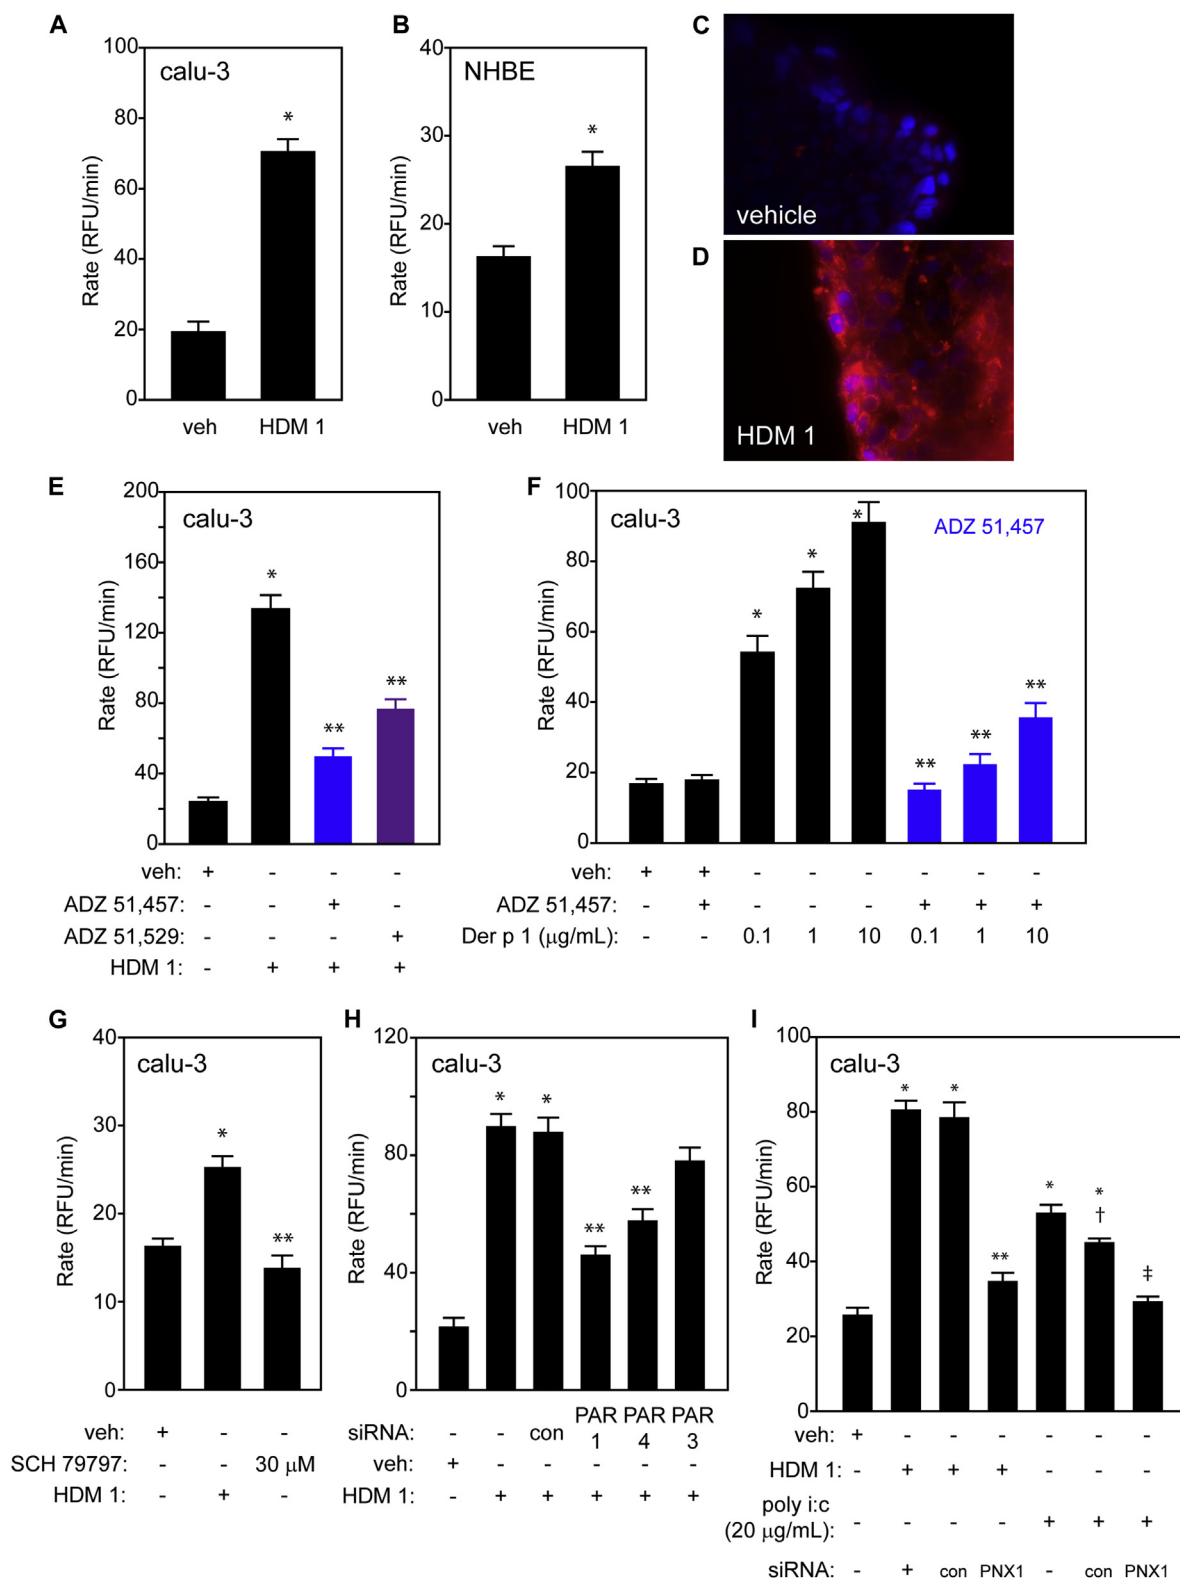 A
Rate (RFU/min)
100
80
60
40
20
0
calu-3
*
veh HDM 1
B
Rate (RFU/min)
40
30
20
10
0
NHBE
*
veh HDM 1
C
vehicle
D
HDM 1
E
Rate (RFU/min)
200
160
120
80
40
0
calu-3
* ** **
veh: + - - -
ADZ 51,457: - - + -
ADZ 51,529: - - - +
HDM 1: - + + +
F
Rate (RFU/min)
100
80
60
40
20
0
calu-3
ADZ 51,457
* * * ** ** **
veh: + + - - - - - -
ADZ 51,457: - + - - - + + +
Der p 1 (μg/mL): - - 0.1 1 10 0.1 1 10
G
Rate (RFU/min)
40
30
20
10
0
calu-3
* **
veh: + - -
SCH 79797: - - 30 μM
HDM 1: - + -
H
Rate (RFU/min)
120
80
40
0
calu-3
* * ** **
siRNA: - - con PAR 1 PAR 4 PAR 3
veh: + - - - - -
HDM 1: - + + + + +
I
Rate (RFU/min)
100
80
60
40
20
0
calu-3
* * ** * * † ‡
veh: + - - - - - -
HDM 1: - + + + - - -
poly i:c
(20 μg/mL): - - - - + + +
siRNA: - + con PNX1 - con PNX1